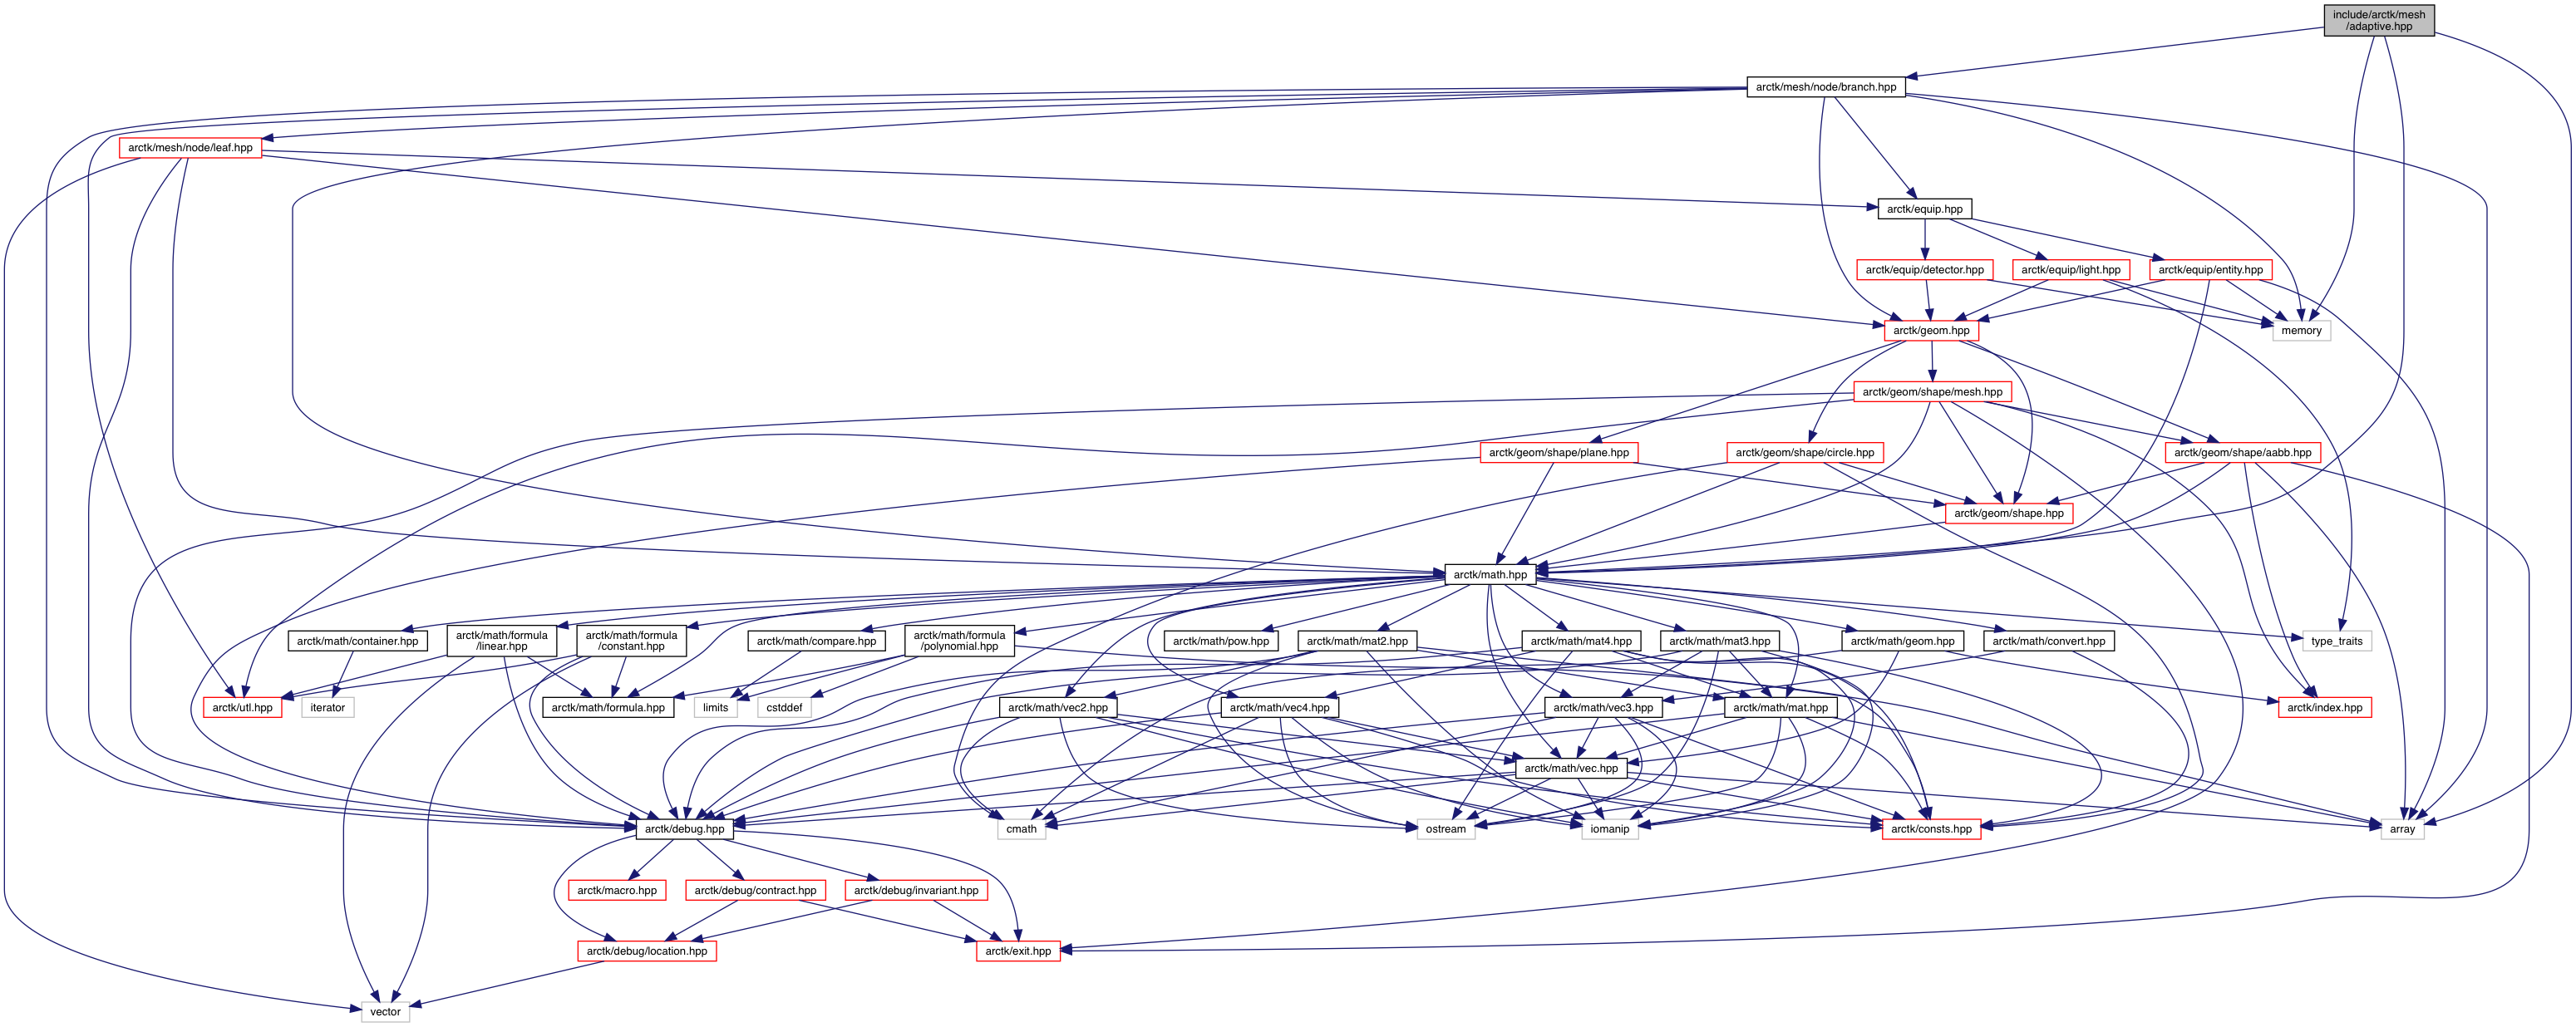 include/arctk/mesh
/adaptive.hpp
arctk/mesh/node/branch.hpp
arctk/mesh/node/leaf.hpp
arctk/equip.hpp
arctk/equip/detector.hpp
arctk/equip/light.hpp
arctk/equip/entity.hpp
arctk/geom.hpp
memory
arctk/geom/shape/mesh.hpp
arctk/geom/shape/plane.hpp
arctk/geom/shape/circle.hpp
arctk/geom/shape/aabb.hpp
arctk/geom/shape.hpp
arctk/math.hpp
arctk/math/container.hpp
arctk/math/formula
/linear.hpp
arctk/math/formula
/constant.hpp
arctk/math/compare.hpp
arctk/math/formula
/polynomial.hpp
arctk/math/pow.hpp
arctk/math/mat2.hpp
arctk/math/mat4.hpp
arctk/math/mat3.hpp
arctk/math/geom.hpp
arctk/math/convert.hpp
type_traits
arctk/utl.hpp
iterator
arctk/math/formula.hpp
limits
cstddef
arctk/math/vec2.hpp
arctk/math/vec4.hpp
arctk/math/vec3.hpp
arctk/math/mat.hpp
arctk/index.hpp
arctk/math/vec.hpp
arctk/debug.hpp
cmath
ostream
iomanip
arctk/consts.hpp
array
arctk/macro.hpp
arctk/debug/contract.hpp
arctk/debug/invariant.hpp
arctk/debug/location.hpp
arctk/exit.hpp
vector